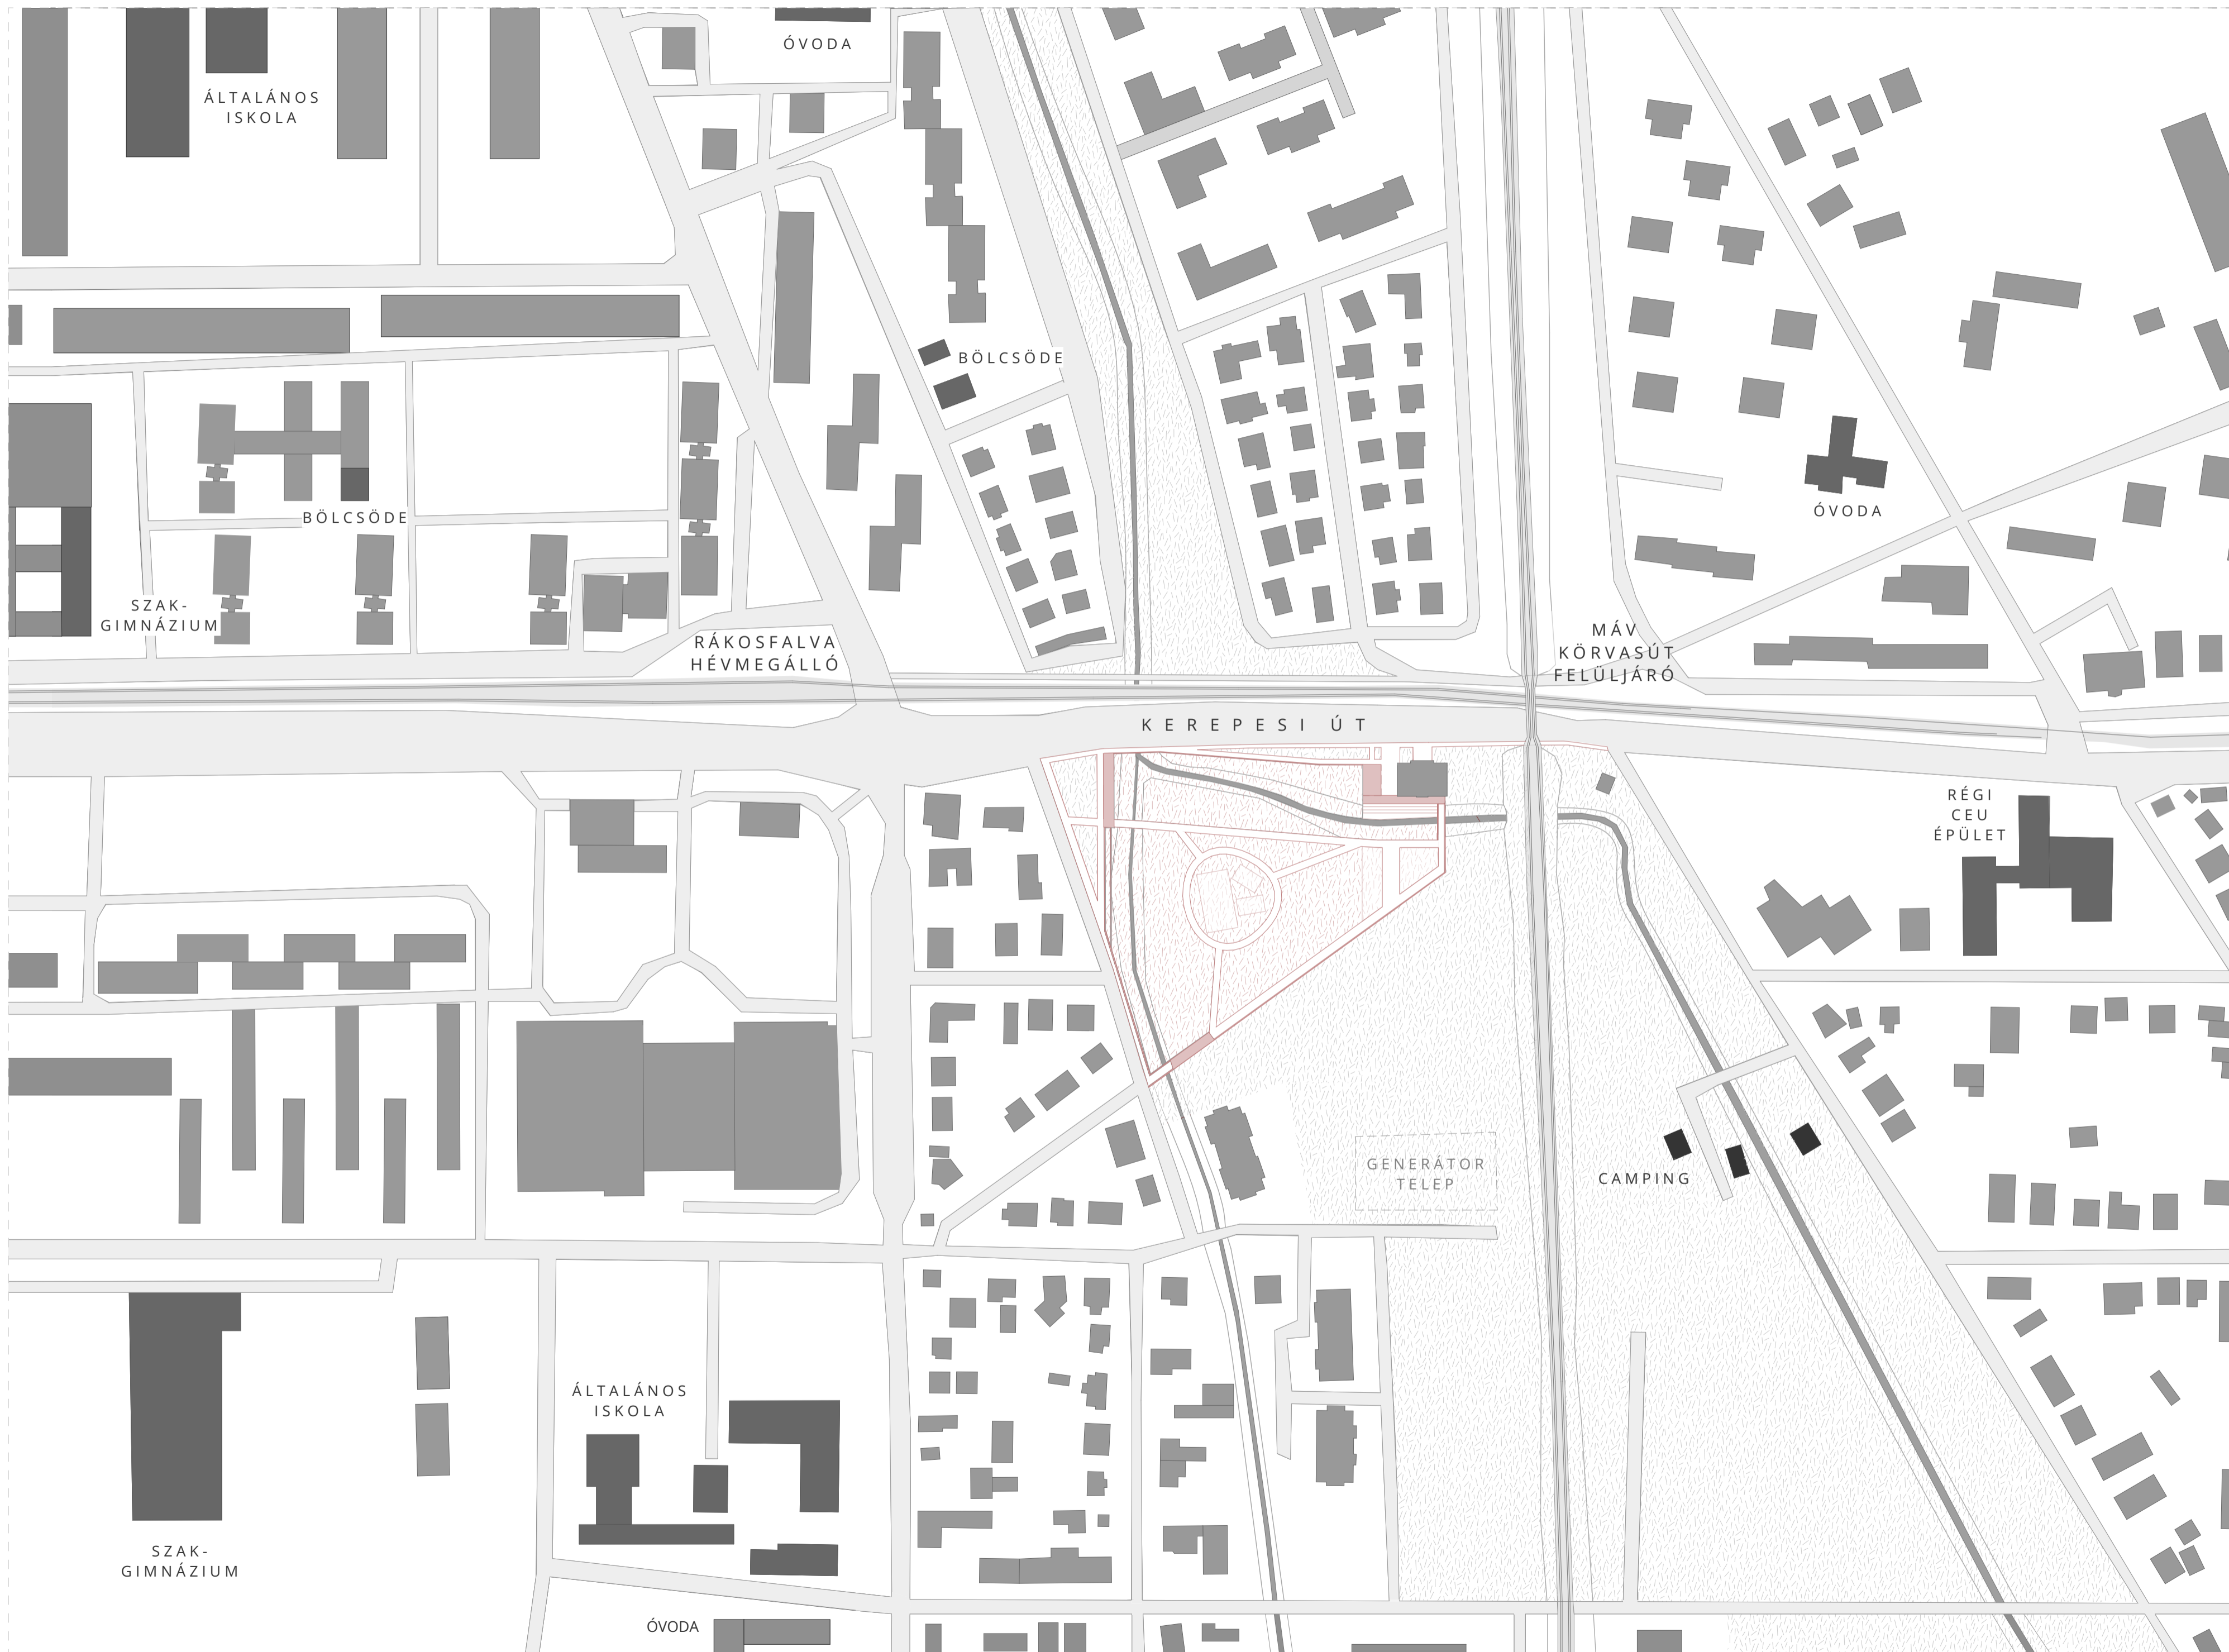 ÓVODA
ÁLTALÁNOS
ISKOLA
BÖLCSÖDE
BÖLCSÖDE
ÓVODA
SZAK-
GIMNÁZIUM
RÁKOSFALVA
HÉVMEGÁLLÓ
MÁV
KÖRVASÚT
FELÜLJÁRÓ
KEREPESI ÚT
RÉGI
CEU
ÉPÜLET
GENERÁTOR
TELEP
CAMPING
ÁLTALÁNOS
ISKOLA
SZAK-
GIMNÁZIUM
ÓVODA